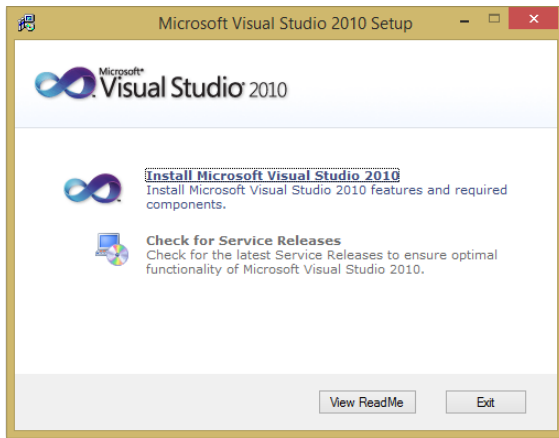 Microsoft Visual Studio 2010 Setup
Microsoft®
Visual Studio® 2010
Install Microsoft Visual Studio 2010
Install Microsoft Visual Studio 2010 features and required
components.
Check for Service Releases
Check for the latest Service Releases to ensure optimal
functionality of Microsoft Visual Studio 2010.
View ReadMe
Exit